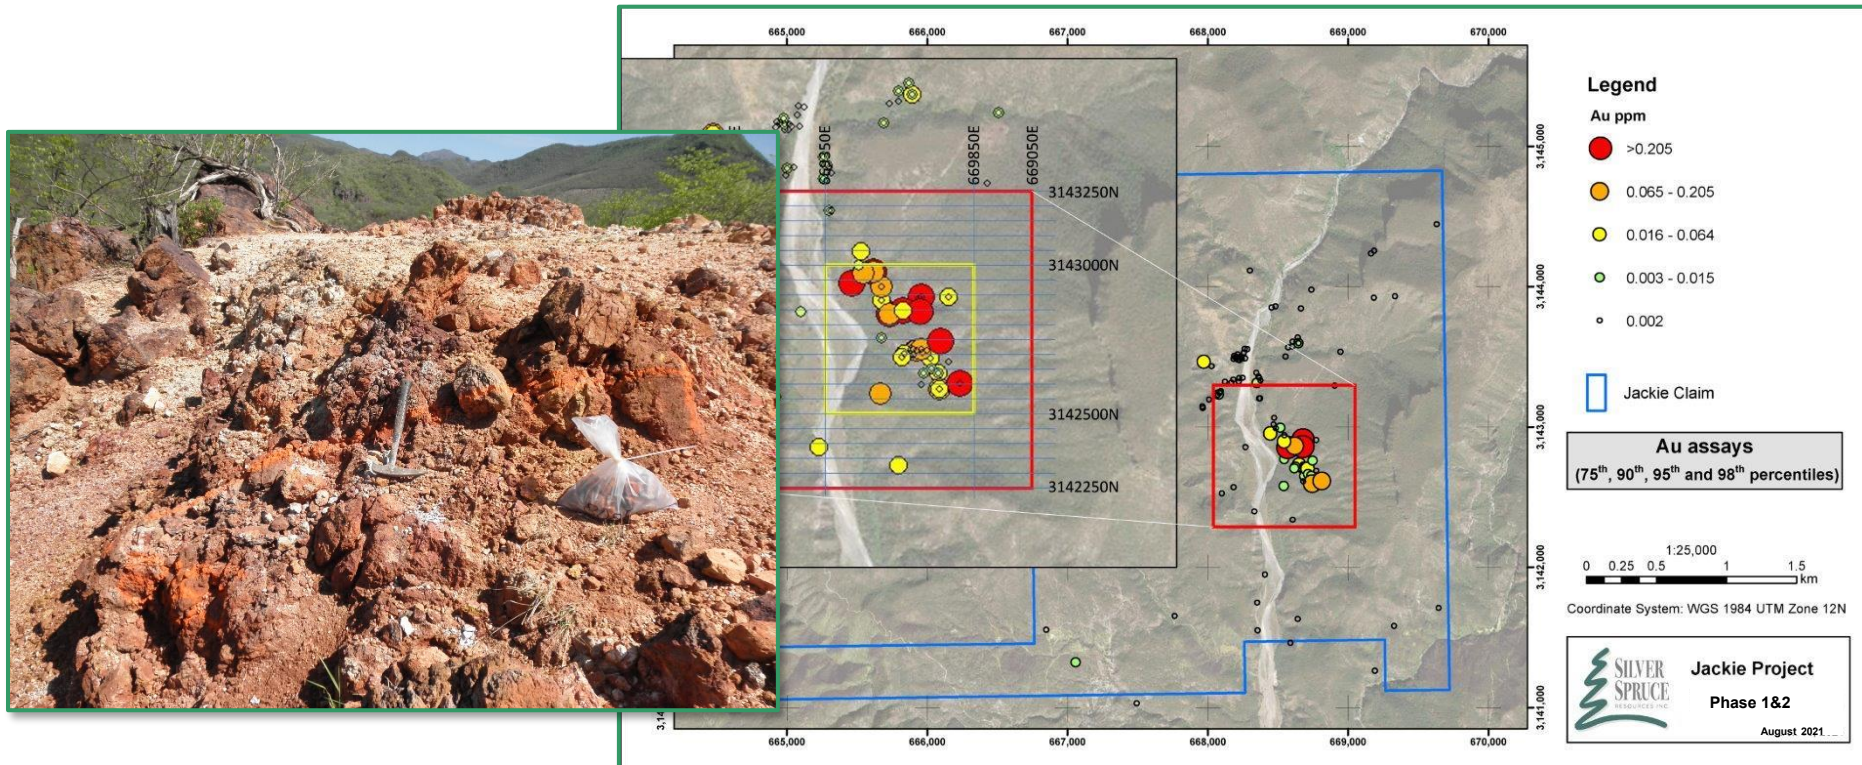 665,000
666,000
667,000
668,000
669,000
670,000
669850E
669050E
3143250N
3143000N
3142500N
3142250N
3,145,000
3,144,000
3,143,000
3,142,000
3,141,000
665,000
666,000
667,000
668,000
669,000
670,000
Legend
Au ppm
>0.205
0.065 - 0.205
0.016 - 0.064
0.003 - 0.015
0.002
Jackie Claim
Au assays
(75th, 90th, 95th and 98th percentiles)
1:25,000
0 0.25 0.5 1 1.5
km
Coordinate System: WGS 1984 UTM Zone 12N
SILVER
SPRUCE
RESOURCES INC.
Jackie Project
Phase 1&2
August 2021